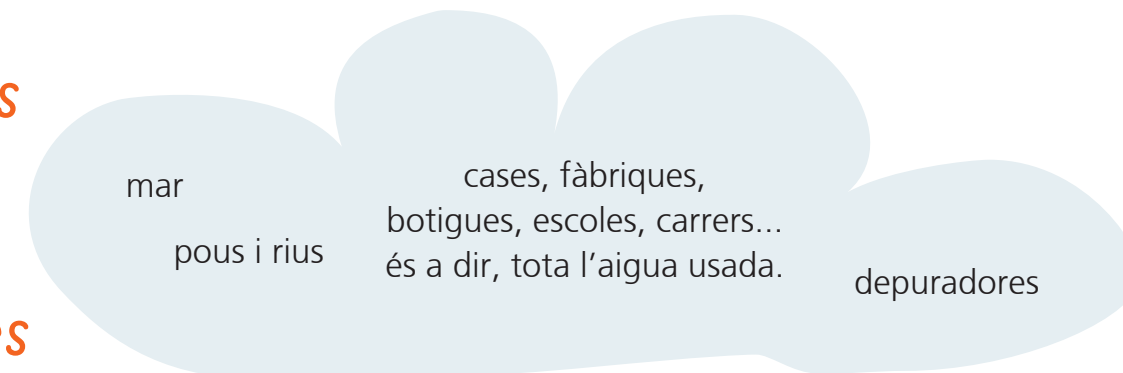 mar
pous i rius
cases, fàbriques,
botigues, escoles, carrers...
és a dir, tota l’aigua usada.
depuradores